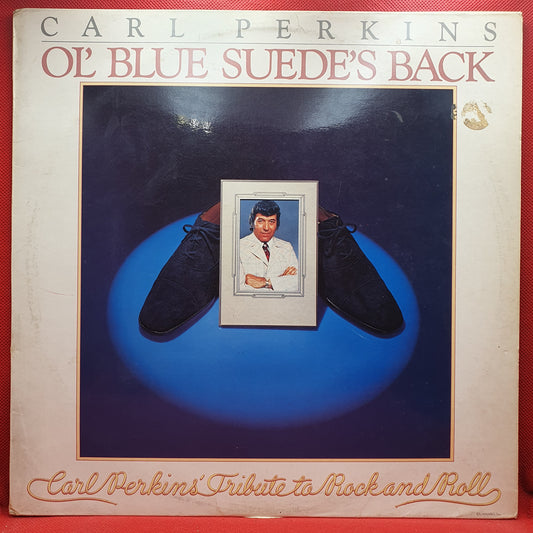 CARL PERKINS
OL' BLUE SUEDE'S BACK
Carl Perkins' Tribute to Rock and Roll